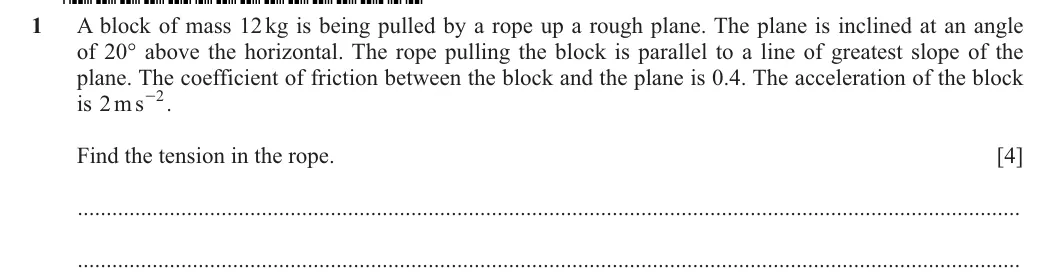 1 A block of mass 12 kg is being pulled by a rope up a rough plane. The plane is inclined at an angle
of 20° above the horizontal. The rope pulling the block is parallel to a line of greatest slope of the
plane. The coefficient of friction between the block and the plane is 0.4. The acceleration of the block
is 2 m s⁻².
Find the tension in the rope. [4]